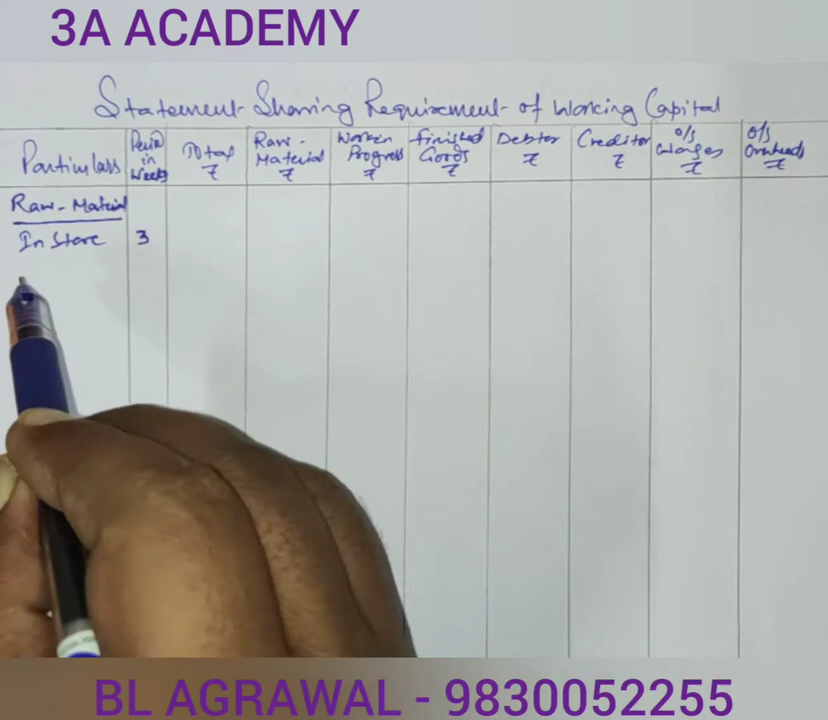 3A ACADEMY
Statement Showing Requirement of Working Capital
Particulars
Period in Weeks
Total ₹
Raw-Material ₹
Work in Progress ₹
Finished Goods ₹
Debtor ₹
Creditor ₹
o/s Wages ₹
o/s Overheads ₹
Raw-Material
In Store 3
BL AGRAWAL - 9830052255